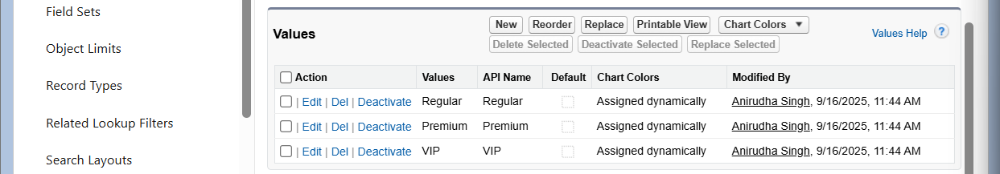 Field Sets
Object Limits
Record Types
Related Lookup Filters
Search Layouts
Values
New Reorder Replace Printable View Chart Colors ▼
Delete Selected Deactivate Selected Replace Selected
Values Help ?
Action Values API Name Default Chart Colors Modified By
| Edit | Del | Deactivate Regular Regular Assigned dynamically Anirudha Singh, 9/16/2025, 11:44 AM
| Edit | Del | Deactivate Premium Premium Assigned dynamically Anirudha Singh, 9/16/2025, 11:44 AM
| Edit | Del | Deactivate VIP VIP Assigned dynamically Anirudha Singh, 9/16/2025, 11:44 AM